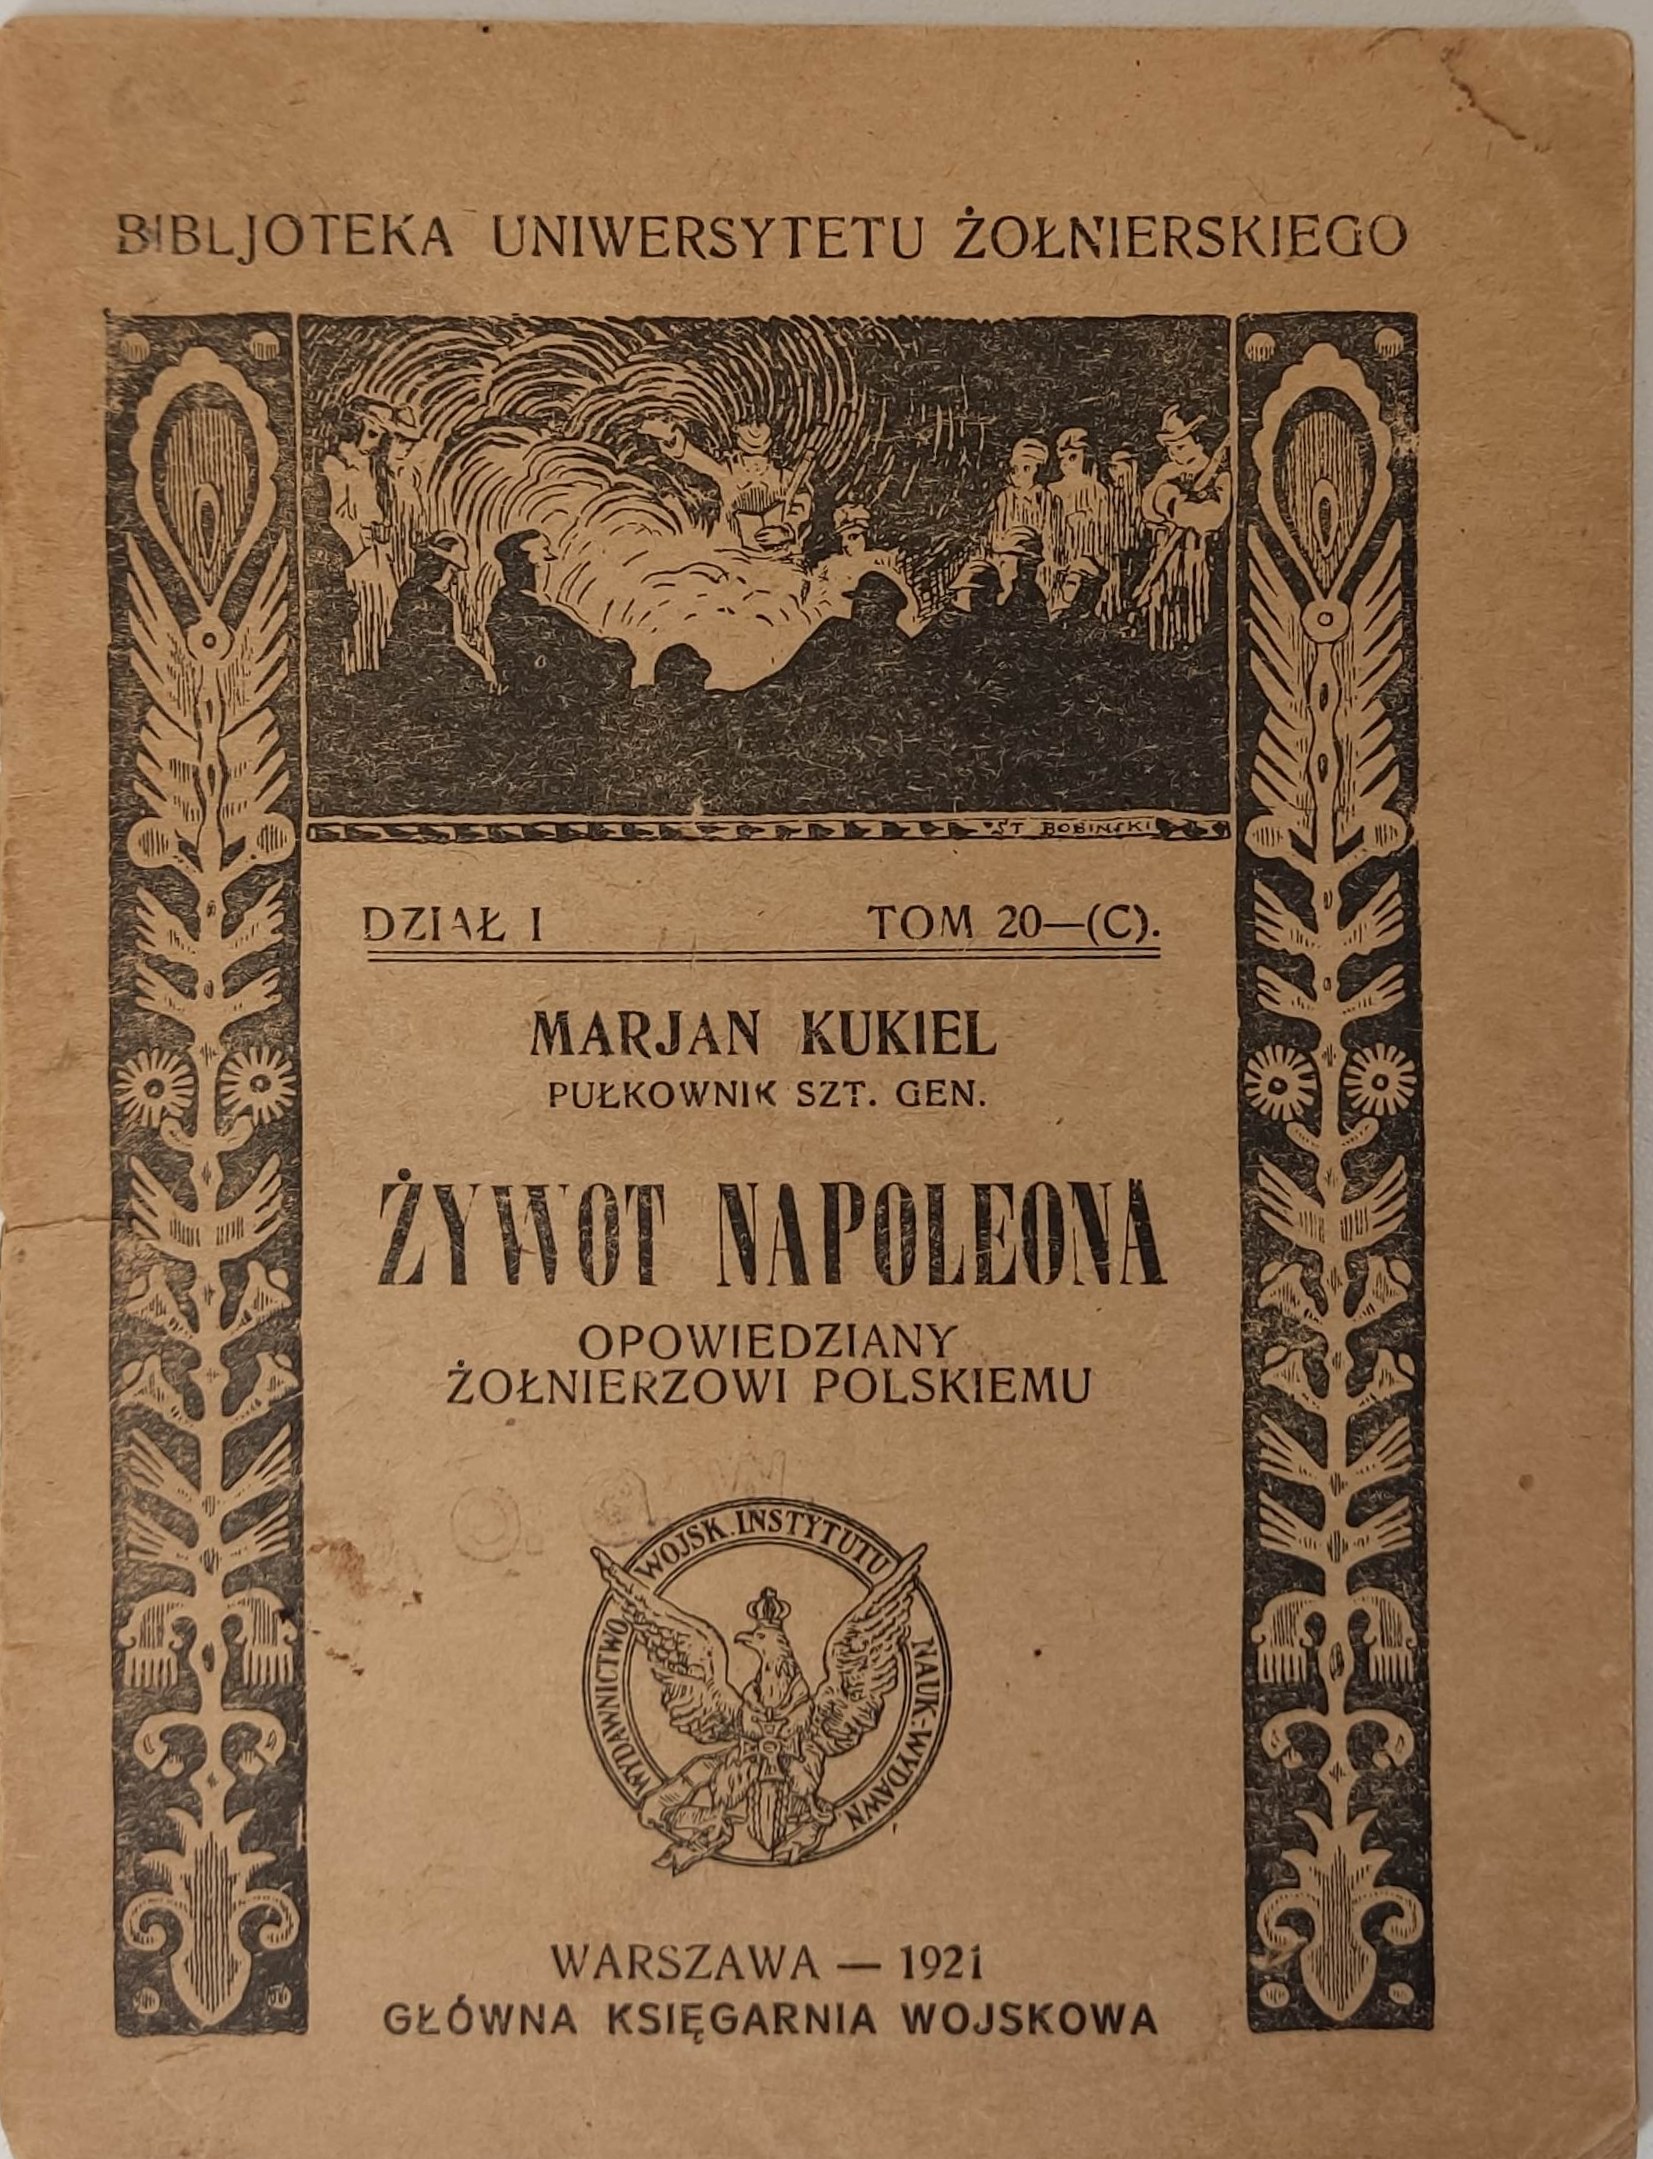 BIBLJOTEKA UNIWERSYTETU ŻOŁNIERSKIEGO
ST BOBIŃSKI
DZIAŁ I TOM 20—(C).
MARJAN KUKIEL
PUŁKOWNIK SZT. GEN.
ŻYWOT NAPOLEONA
OPOWIEDZIANY
ŻOŁNIERZOWI POLSKIEMU
WYDAWNICTWO WOJSK. INSTYTUTU NAUK.-WYDAWN
WARSZAWA — 1921
GŁÓWNA KSIĘGARNIA WOJSKOWA